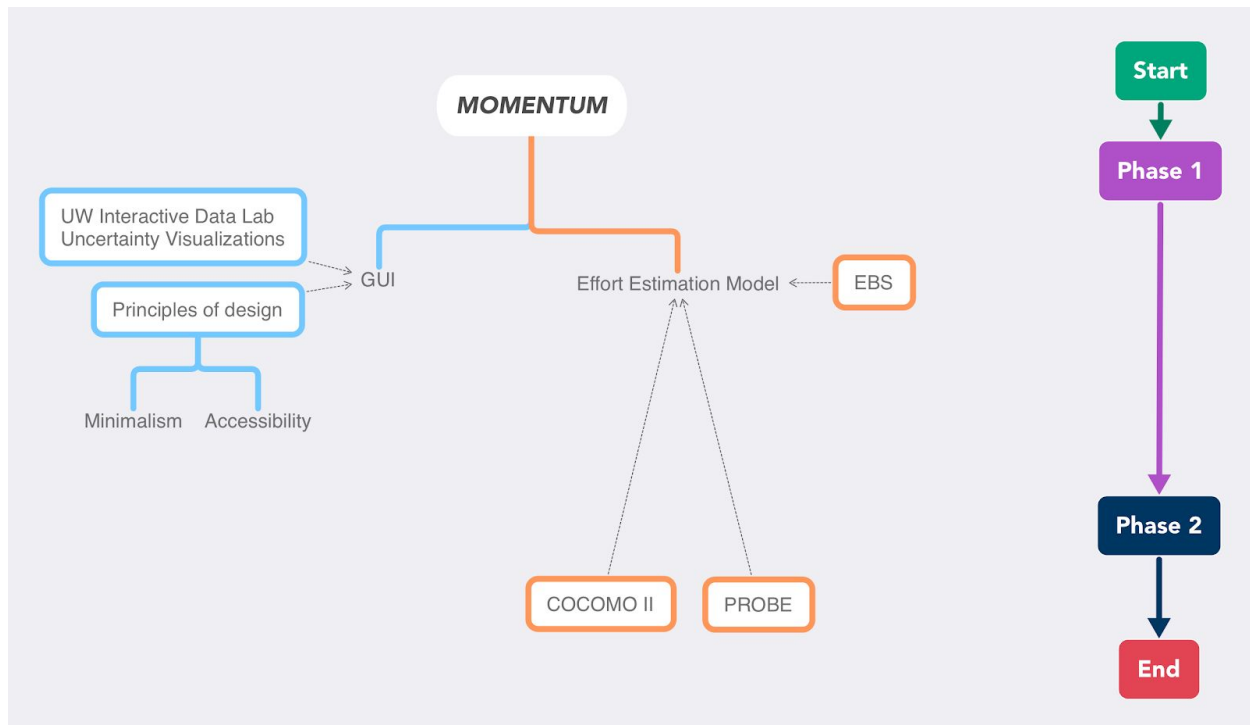 MOMENTUM
UW Interactive Data Lab
Uncertainty Visualizations
GUI
Principles of design
Minimalism
Accessibility
Effort Estimation Model
EBS
COCOMO II
PROBE
Start
Phase 1
Phase 2
End